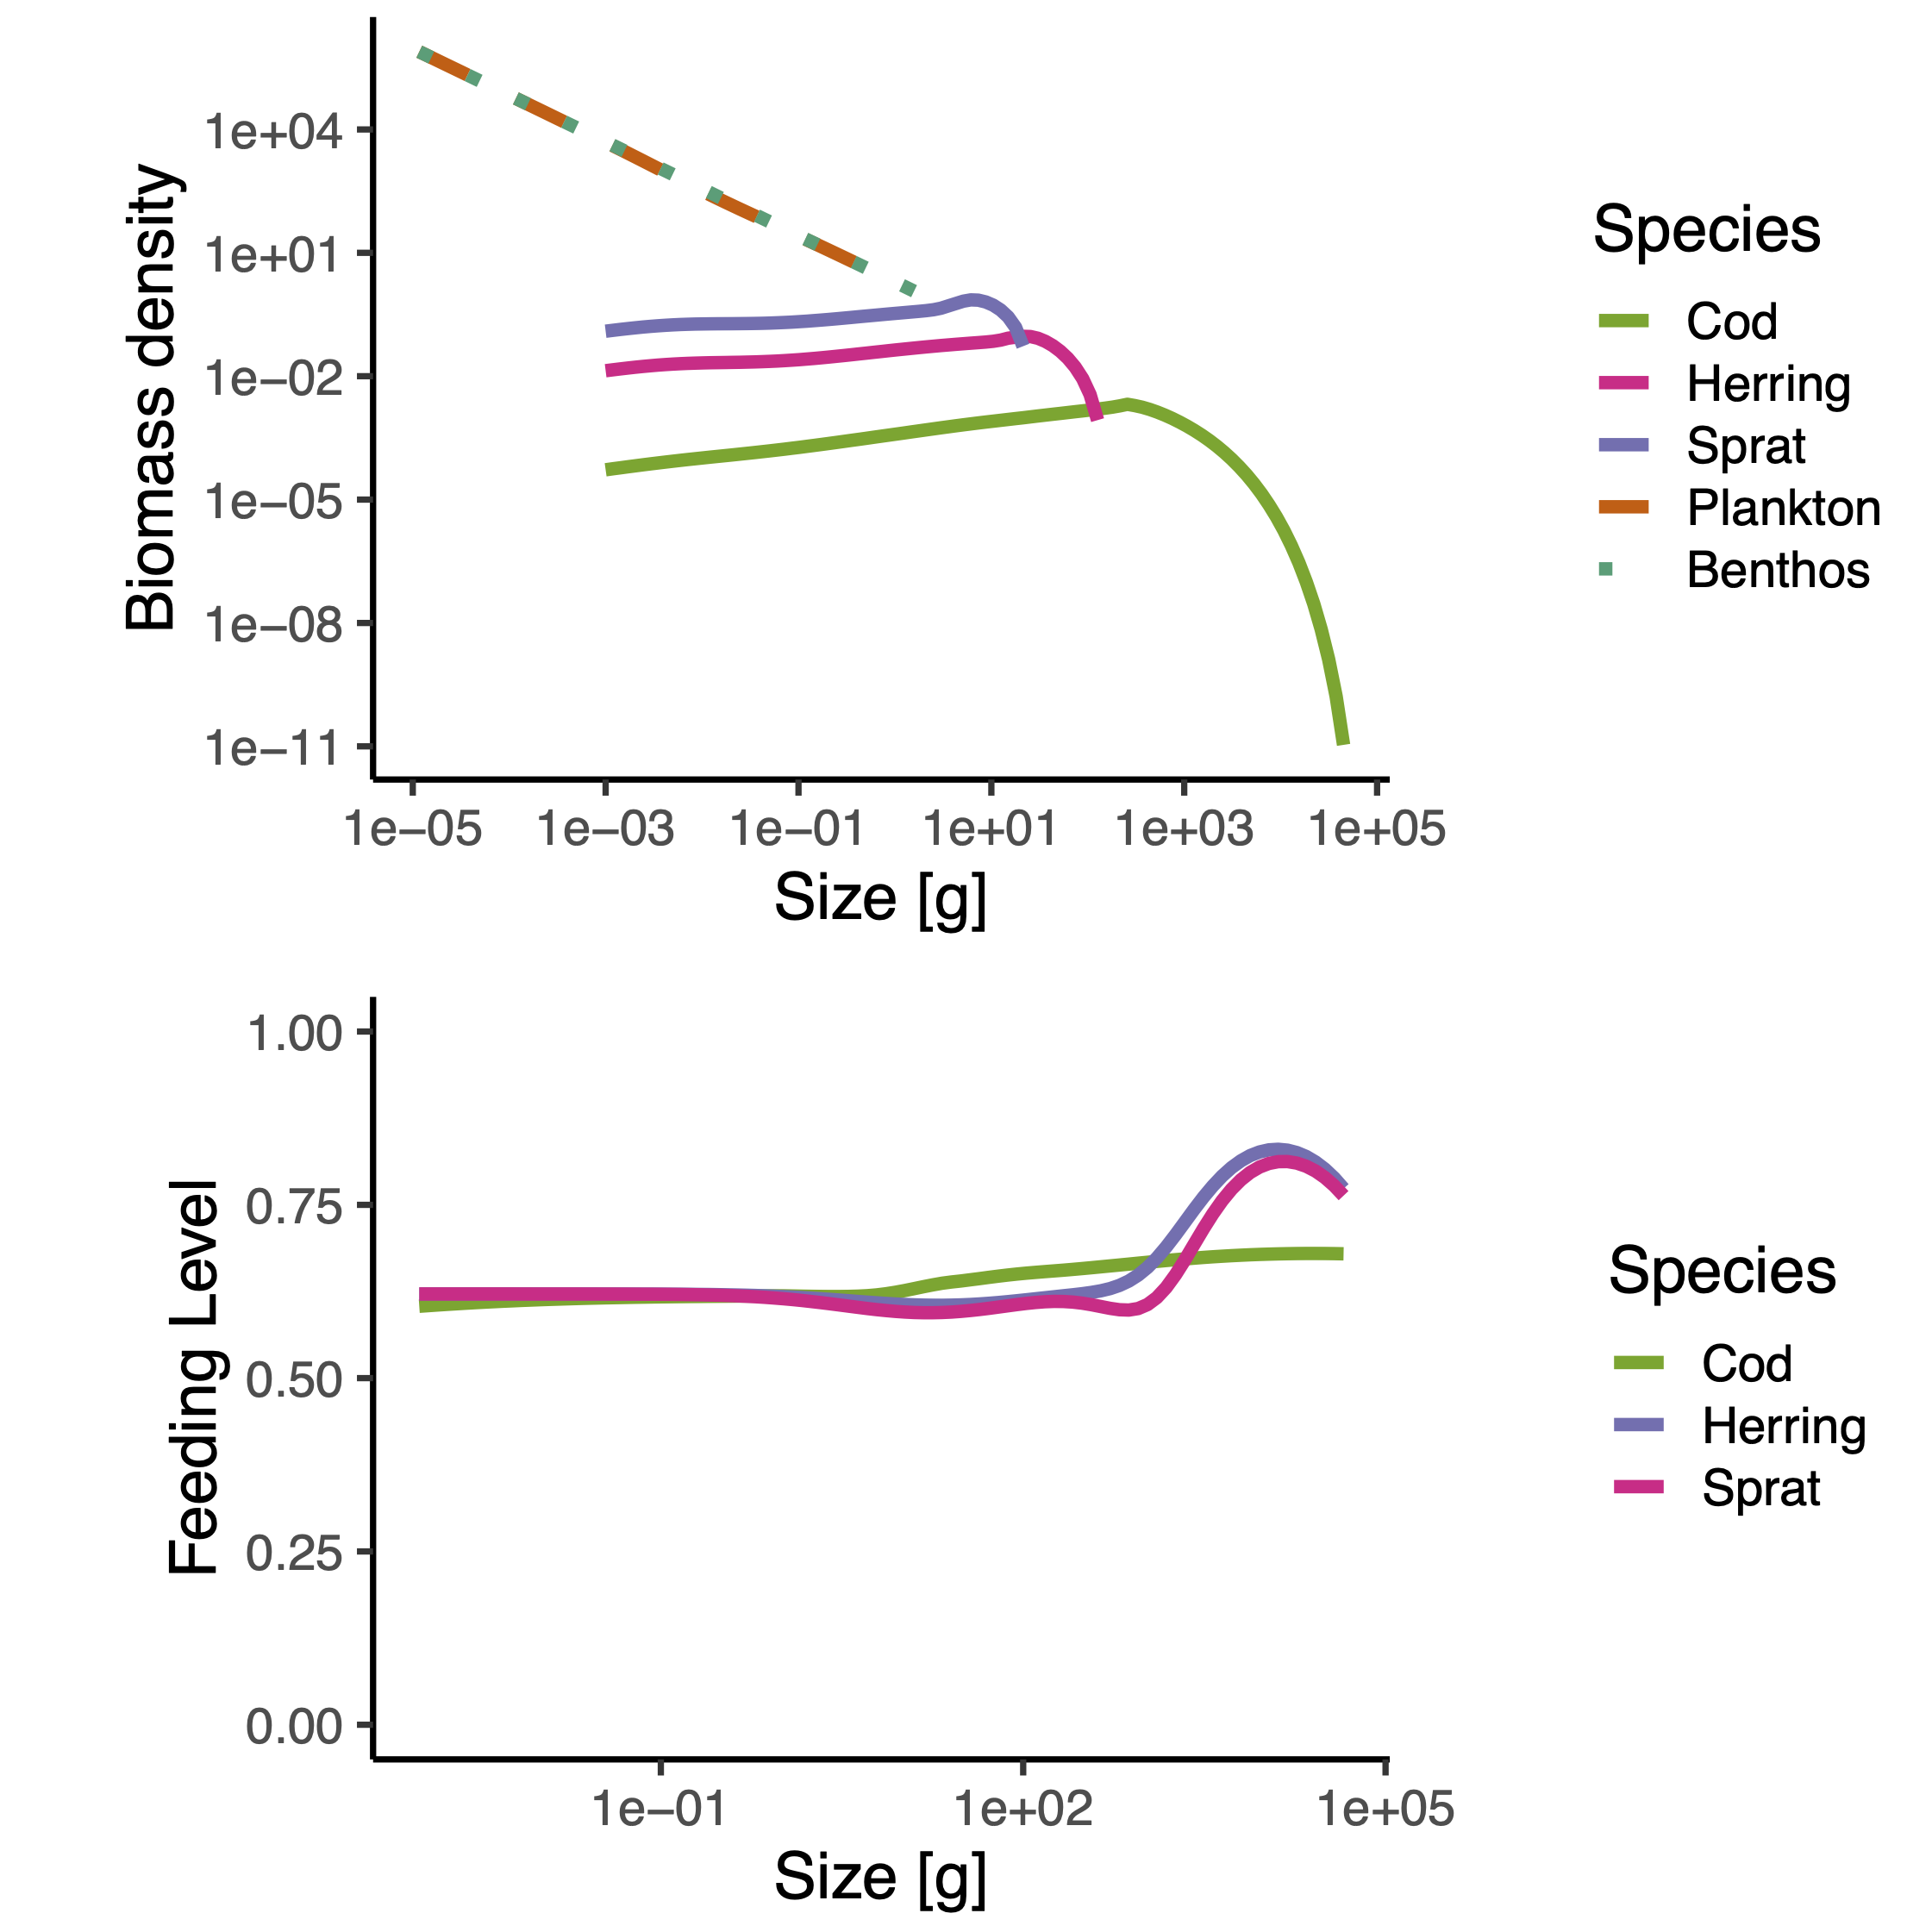 Biomass density
1e+04
1e+01
1e−02
1e−05
1e−08
1e−11
1e−05 1e−03 1e−01 1e+01 1e+03 1e+05
Size [g]
Species
Cod
Herring
Sprat
Plankton
Benthos
Feeding Level
1.00
0.75
0.50
0.25
0.00
1e−01 1e+02 1e+05
Size [g]
Species
Cod
Herring
Sprat